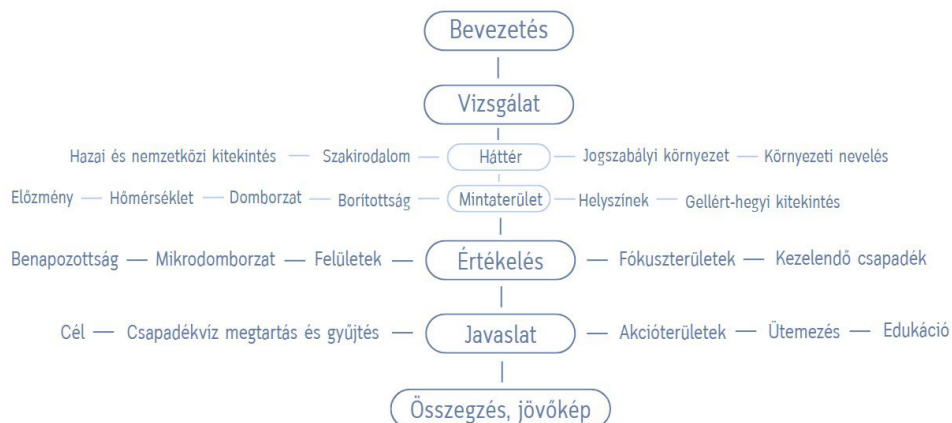 Bevezetés
Vizsgálat
Hazai és nemzetközi kitekintés Szakirodalom Háttér Jogszabályi környezet Környezeti nevelés
Előzmény Hőmérséklet Domborzat Borítottság Mintaterület Helyszínek Gellért-hegyi kitekintés
Benapozottság Mikrodomborzat Felületek Értékelés Fókuszterületek Kezelendő csapadék
Cél Csapadékvíz megtartás és gyűjtés Javaslat Akcióterületek Ütemezés Edukáció
Összegzés, jövőkép